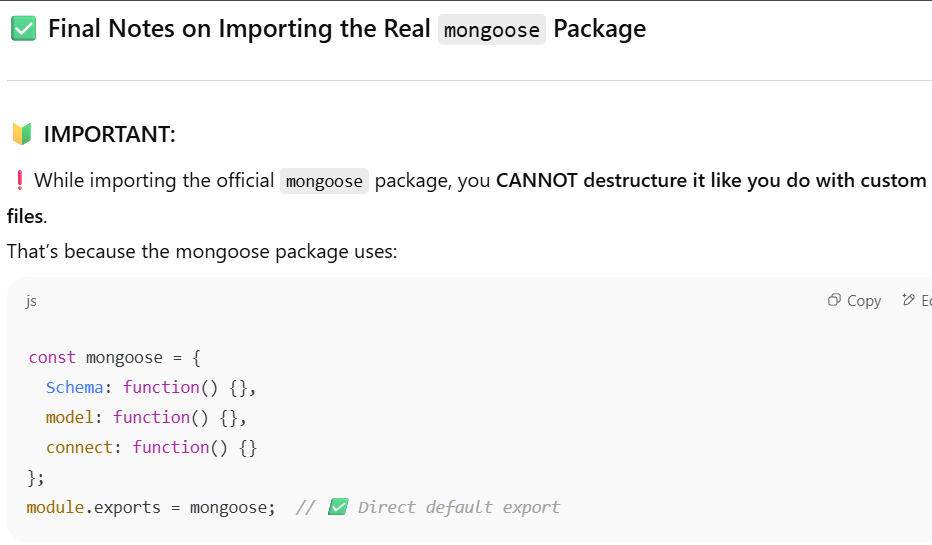 ✅ Final Notes on Importing the Real mongoose Package
🔰 IMPORTANT:
❗ While importing the official mongoose package, you CANNOT destructure it like you do with custom
files.
That’s because the mongoose package uses:
js Copy
const mongoose = {
  Schema: function() {},
  model: function() {},
  connect: function() {}
};
module.exports = mongoose;  // ✅ Direct default export